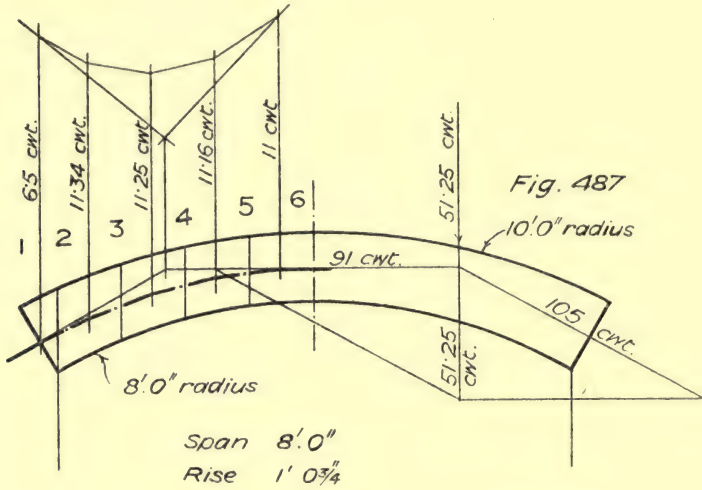 6.5 cwt.
11·34 cwt.
11·25 cwt.
11·16 cwt.
11 cwt.
51·25 cwt.
Fig. 487
1 2 3 4 5 6
10'.0" radius
91 cwt.
105 cwt.
51·25 cwt.
8'.0" radius
Span 8'.0"
Rise 1' 0¾"